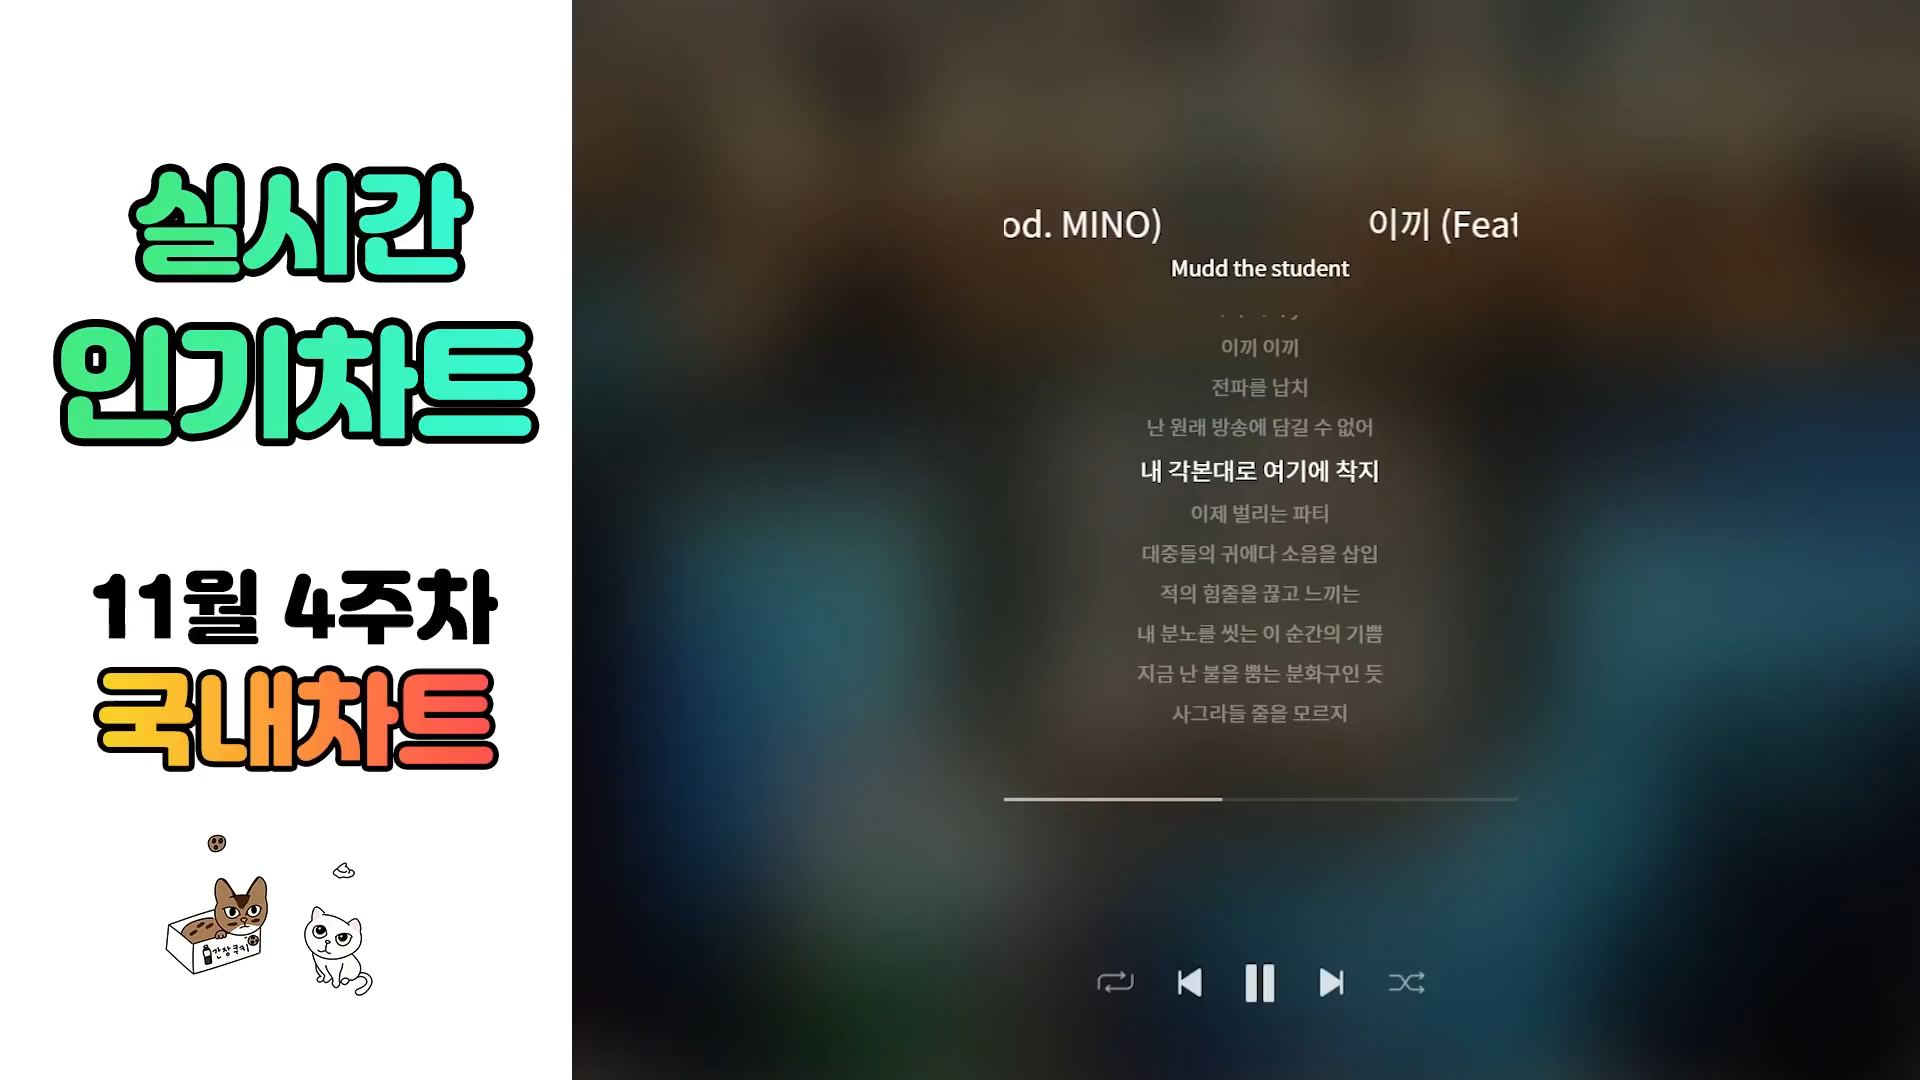 실시간
인기차트
11월 4주차
국내차트
간장쿠키
od. MINO) 이끼 (Feat
Mudd the student
이끼 이끼
전파를 납치
난 원래 방송에 담길 수 없어
내 각본대로 여기에 착지
이제 벌리는 파티
대중들의 귀에다 소음을 삽입
적의 힘줄을 끊고 느끼는
내 분노를 씻는 이 순간의 기쁨
지금 난 불을 뿜는 분화구인 듯
사그라들 줄을 모르지